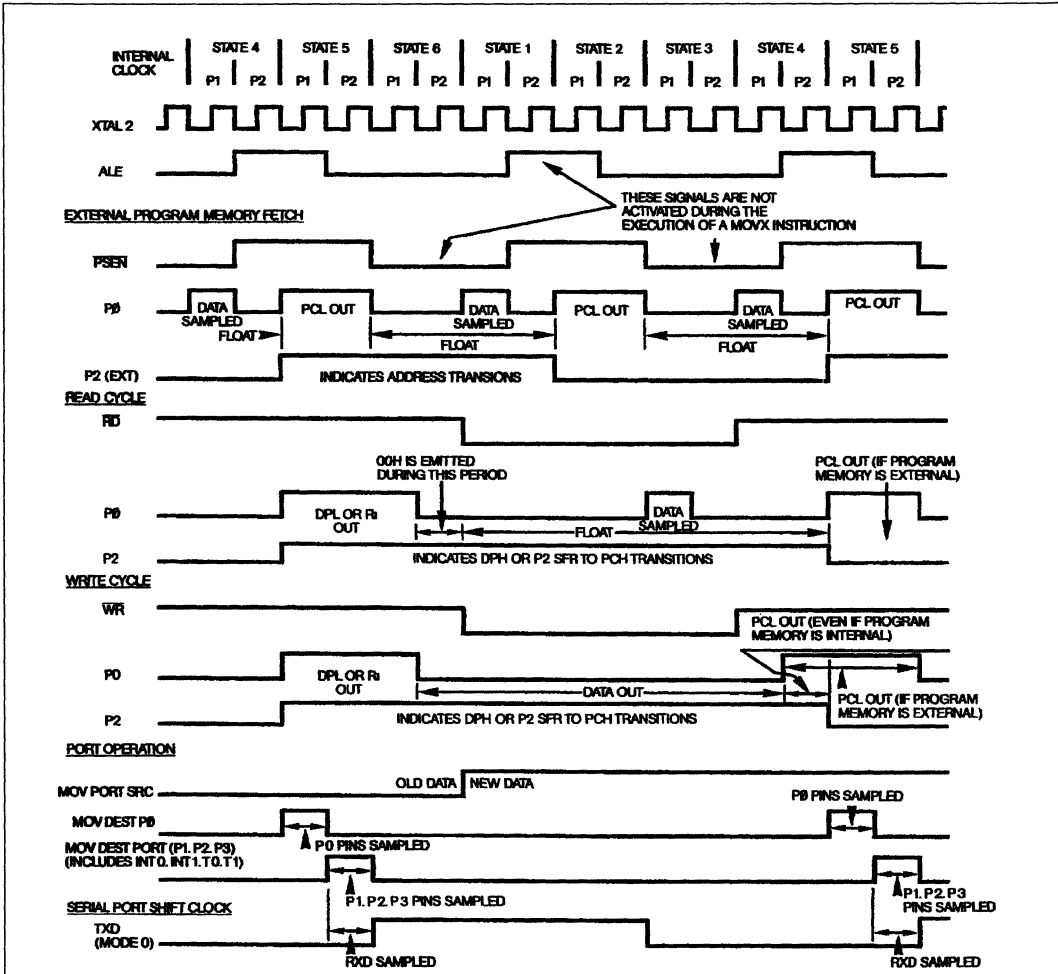 INTERNAL CLOCK
STATE 4 STATE 5 STATE 6 STATE 1 STATE 2 STATE 3 STATE 4 STATE 5
P1 P2 P1 P2 P1 P2 P1 P2 P1 P2 P1 P2 P1 P2 P1 P2
XTAL 2
ALE
THESE SIGNALS ARE NOT
ACTIVATED DURING THE
EXECUTION OF A MOVX INSTRUCTION
EXTERNAL PROGRAM MEMORY FETCH
PSEN
P0 DATA SAMPLED PCL OUT DATA SAMPLED PCL OUT DATA SAMPLED PCL OUT
FLOAT FLOAT FLOAT
P2 (EXT) INDICATES ADDRESS TRANSIONS
READ CYCLE
RD
00H IS EMITTED
DURING THIS PERIOD
PCL OUT (IF PROGRAM
MEMORY IS EXTERNAL)
P0 DPL OR Ri OUT DATA SAMPLED
FLOAT
P2 INDICATES DPH OR P2 SFR TO PCH TRANSITIONS
WRITE CYCLE
WR
PCL OUT (EVEN IF PROGRAM
MEMORY IS INTERNAL)
P0 DPL OR Ri OUT
DATA OUT
PCL OUT (IF PROGRAM
MEMORY IS EXTERNAL)
P2 INDICATES DPH OR P2 SFR TO PCH TRANSITIONS
PORT OPERATION
MOV PORT SRC OLD DATA NEW DATA
MOV DEST P0
P0 PINS SAMPLED
P0 PINS SAMPLED
MOV DEST PORT (P1. P2. P3)
(INCLUDES INT0. INT1. T0. T1)
P1. P2. P3 PINS SAMPLED
P1. P2. P3
PINS SAMPLED
SERIAL PORT SHIFT CLOCK
TXD
(MODE 0)
RXD SAMPLED
RXD SAMPLED